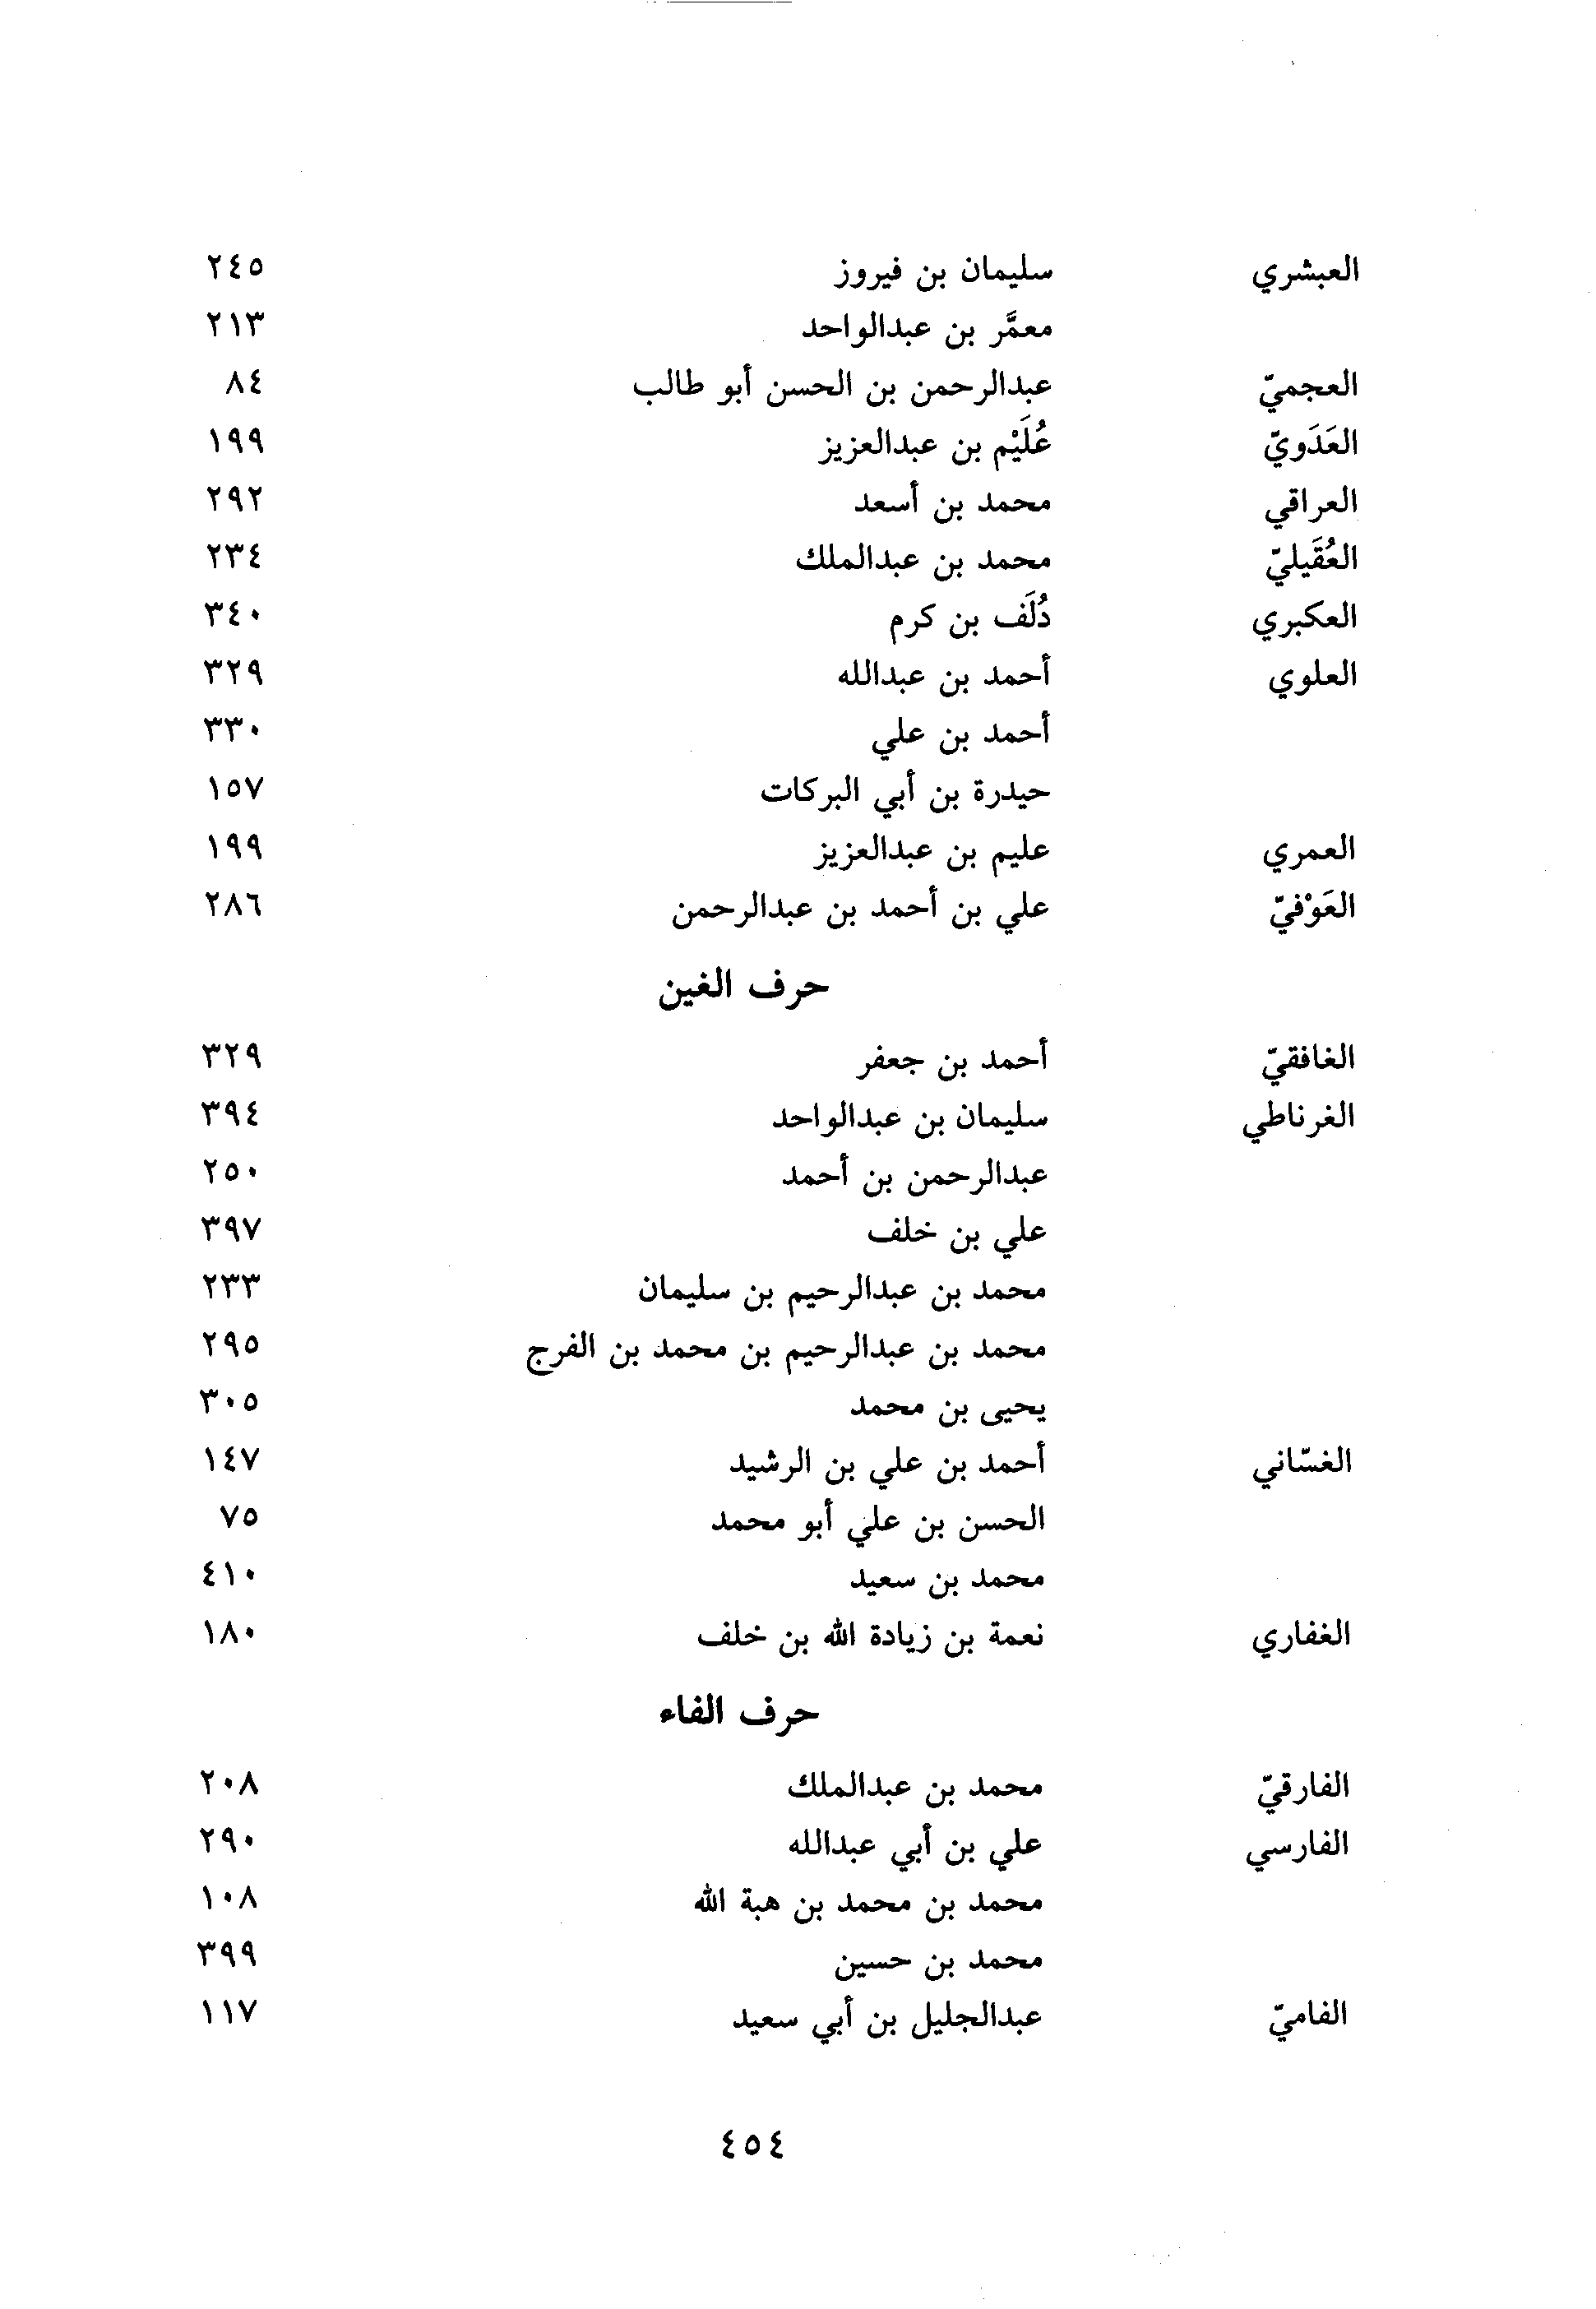 العبشري سليمان بن فيروز ٢٤٥
معمَّر بن عبدالواحد ٢١٣
العجميّ عبدالرحمن بن الحسن أبو طالب ٨٤
العَدَويّ عُلَيْم بن عبدالعزيز ١٩٩
العراقي محمد بن أسعد ٢٩٢
العُقَيليّ محمد بن عبدالملك ٢٣٤
العكبري دُلَف بن كرم ٣٤٠
العلوي أحمد بن عبدالله ٣٢٩
أحمد بن علي ٣٣٠
حيدرة بن أبي البركات ١٥٧
العمري عليم بن عبدالعزيز ١٩٩
العَوْفيّ علي بن أحمد بن عبدالرحمن ٢٨٦
حرف الغين
الغافقيّ أحمد بن جعفر ٣٢٩
الغرناطي سليمان بن عبدالواحد ٣٩٤
عبدالرحمن بن أحمد ٢٥٠
علي بن خلف ٣٩٧
محمد بن عبدالرحيم بن سليمان ٢٣٣
محمد بن عبدالرحيم بن محمد بن الفرج ٢٩٥
يحيى بن محمد ٣٠٥
الغسّاني أحمد بن علي بن الرشيد ١٤٧
الحسن بن علي أبو محمد ٧٥
محمد بن سعيد ٤١٠
الغفاري نعمة بن زيادة الله بن خلف ١٨٠
حرف الفاء
الفارقيّ محمد بن عبدالملك ٢٠٨
الفارسي علي بن أبي عبدالله ٢٩٠
محمد بن محمد بن هبة الله ١٠٨
محمد بن حسين ٣٩٩
الفاميّ عبدالجليل بن أبي سعيد ١١٧
٤٥٤